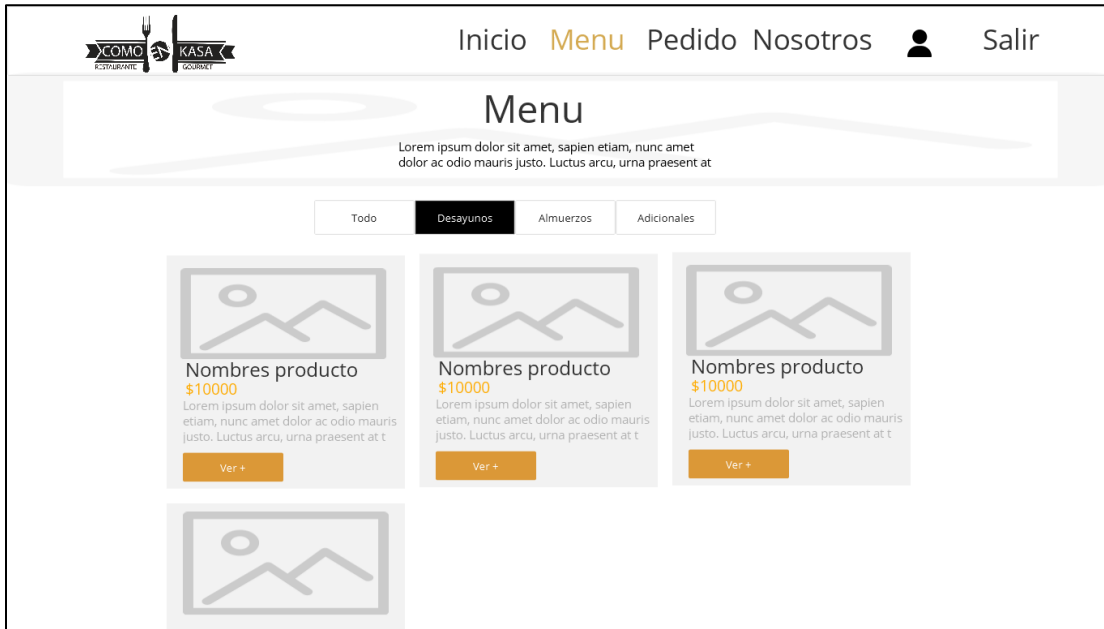 COMO EN KASA
RESTAURANTE GOURMET
Inicio Menu Pedido Nosotros Salir
Menu
Lorem ipsum dolor sit amet, sapien etiam, nunc amet
dolor ac odio mauris justo. Luctus arcu, urna praesent at
Todo Desayunos Almuerzos Adicionales
Nombres producto
$10000
Lorem ipsum dolor sit amet, sapien
etiam, nunc amet dolor ac odio mauris
justo. Luctus arcu, urna praesent at t
Ver +
Nombres producto
$10000
Lorem ipsum dolor sit amet, sapien
etiam, nunc amet dolor ac odio mauris
justo. Luctus arcu, urna praesent at t
Ver +
Nombres producto
$10000
Lorem ipsum dolor sit amet, sapien
etiam, nunc amet dolor ac odio mauris
justo. Luctus arcu, urna praesent at t
Ver +